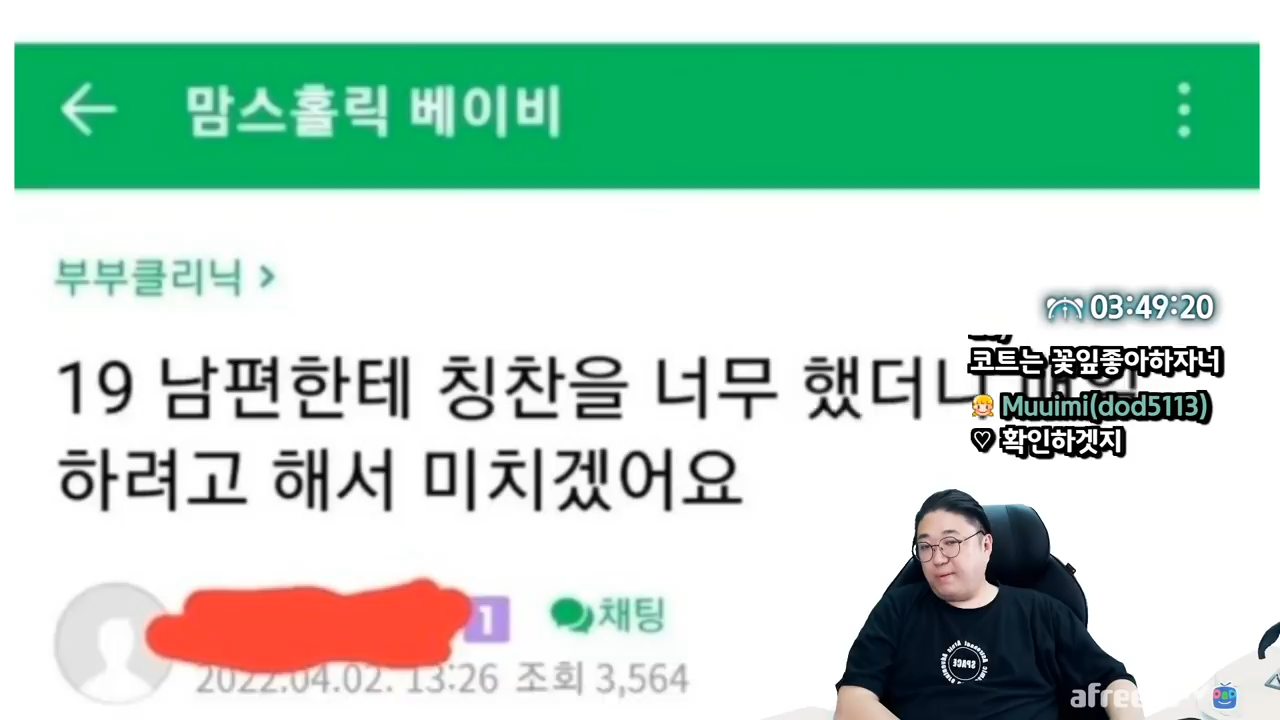 맘스홀릭 베이비
부부클리닉 >
03:49:20
19 남편한테 칭찬을 너무 했더니
코트는 꽃잎좋아하자너
Muuimi(dod5113)
♡ 확인하겟지
하려고 해서 미치겠어요
1 채팅
2022.04.02. 13:26 조회 3,564
SPACE
afree